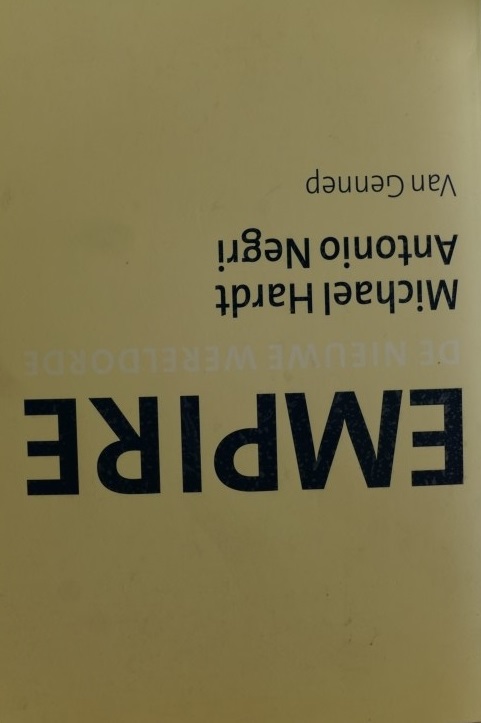 EMPIRE
DE NIEUWE WERELDORDE
Michael Hardt
Antonio Negri
Van Gennep